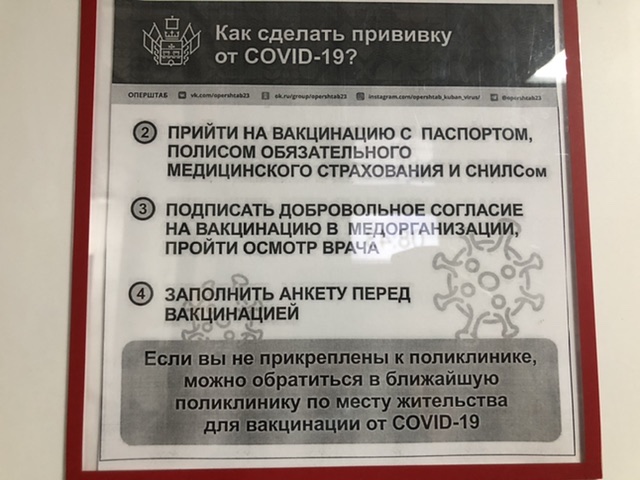 Как сделать прививку
от COVID-19?
ОПЕРШТАБ vk.com/opershtab23 ok.ru/group/opershtab23 instagram.com/opershtab_kuban_virus/ @opershtab23
2 ПРИЙТИ НА ВАКЦИНАЦИЮ С ПАСПОРТОМ,
ПОЛИСОМ ОБЯЗАТЕЛЬНОГО
МЕДИЦИНСКОГО СТРАХОВАНИЯ И СНИЛСом
3 ПОДПИСАТЬ ДОБРОВОЛЬНОЕ СОГЛАСИЕ
НА ВАКЦИНАЦИЮ В МЕДОРГАНИЗАЦИИ,
ПРОЙТИ ОСМОТР ВРАЧА
4 ЗАПОЛНИТЬ АНКЕТУ ПЕРЕД
ВАКЦИНАЦИЕЙ
Если вы не прикреплены к поликлинике,
можно обратиться в ближайшую
поликлинику по месту жительства
для вакцинации от COVID-19